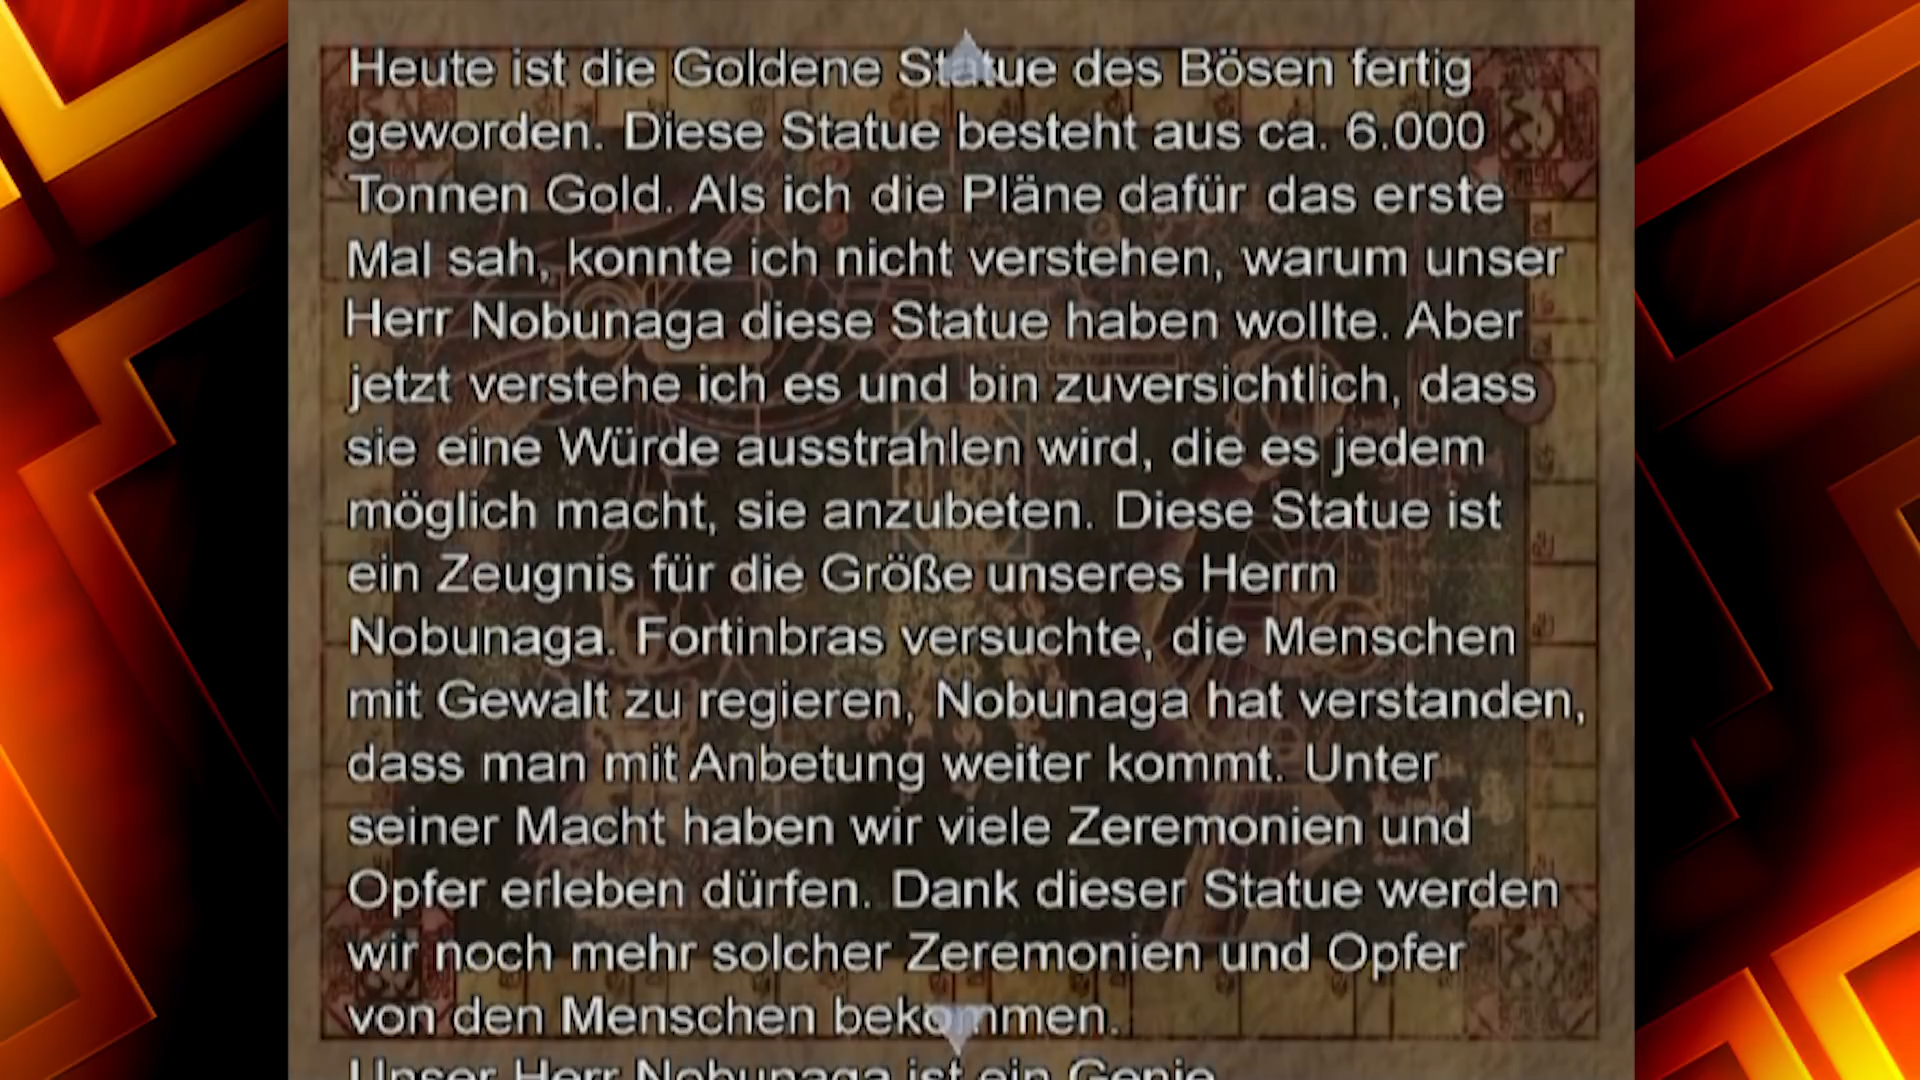 Heute ist die Goldene Statue des Bösen fertig
geworden. Diese Statue besteht aus ca. 6.000
Tonnen Gold. Als ich die Pläne dafür das erste
Mal sah, konnte ich nicht verstehen, warum unser
Herr Nobunaga diese Statue haben wollte. Aber
jetzt verstehe ich es und bin zuversichtlich, dass
sie eine Würde ausstrahlen wird, die es jedem
möglich macht, sie anzubeten. Diese Statue ist
ein Zeugnis für die Größe unseres Herrn
Nobunaga. Fortinbras versuchte, die Menschen
mit Gewalt zu regieren, Nobunaga hat verstanden,
dass man mit Anbetung weiter kommt. Unter
seiner Macht haben wir viele Zeremonien und
Opfer erleben dürfen. Dank dieser Statue werden
wir noch mehr solcher Zeremonien und Opfer
von den Menschen bekommen.
Unser Herr Nobunaga ist ein Genie